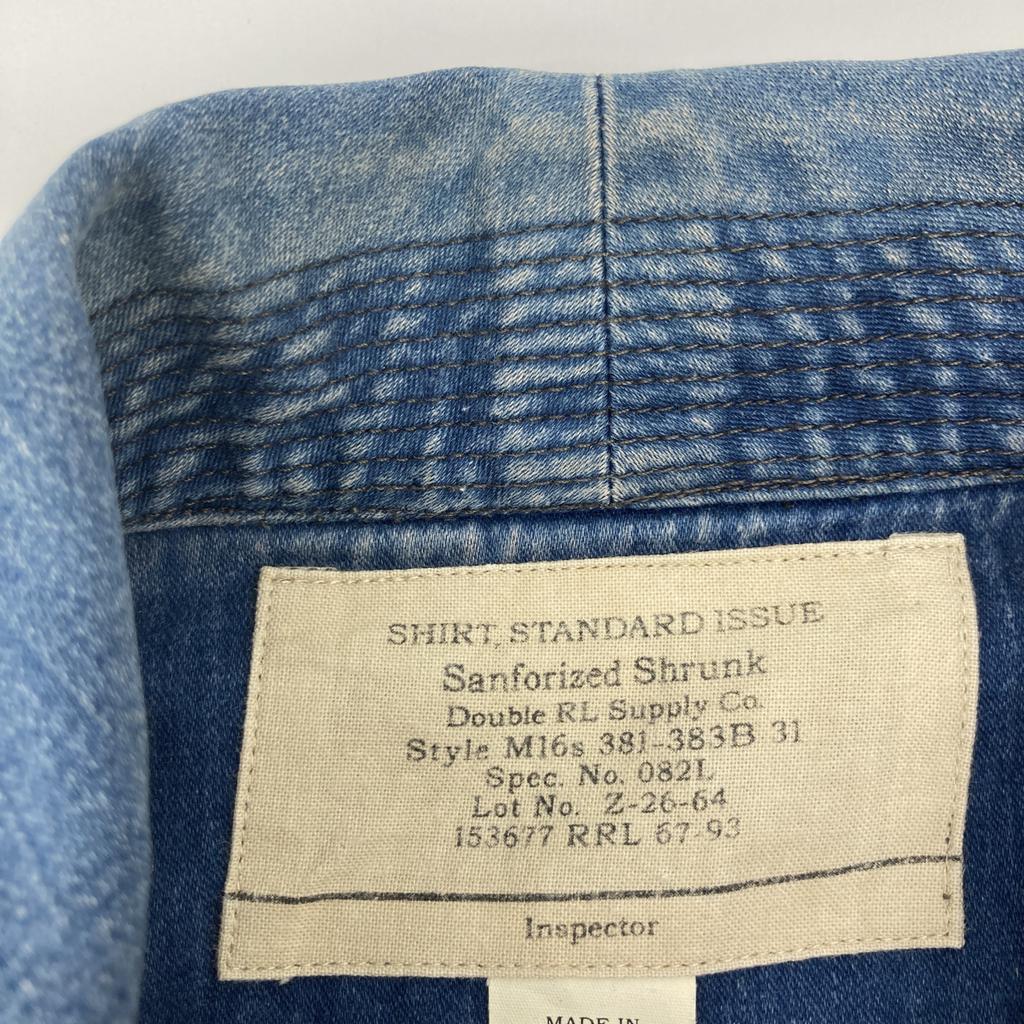 SHIRT, STANDARD ISSUE
Sanforized Shrunk
Double RL Supply Co.
Style M16s 381-383B 31
Spec. No. 082L
Lot No. Z-26-64
153677 RRL 67-93
Inspector
MADE IN